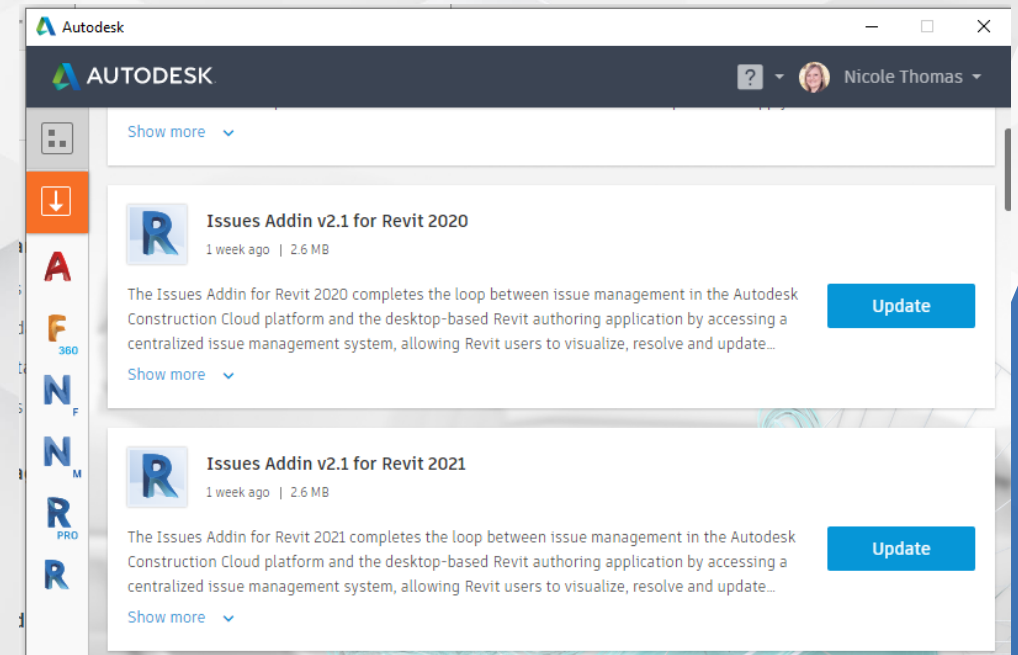 Autodesk
AUTODESK
? Nicole Thomas
Show more
Issues Addin v2.1 for Revit 2020
1 week ago | 2.6 MB
The Issues Addin for Revit 2020 completes the loop between issue management in the Autodesk
Construction Cloud platform and the desktop-based Revit authoring application by accessing a
centralized issue management system, allowing Revit users to visualize, resolve and update...
Show more
Update
Issues Addin v2.1 for Revit 2021
1 week ago | 2.6 MB
The Issues Addin for Revit 2021 completes the loop between issue management in the Autodesk
Construction Cloud platform and the desktop-based Revit authoring application by accessing a
centralized issue management system, allowing Revit users to visualize, resolve and update...
Show more
Update
A
F
360
N
F
N
M
R
PRO
R
R
R